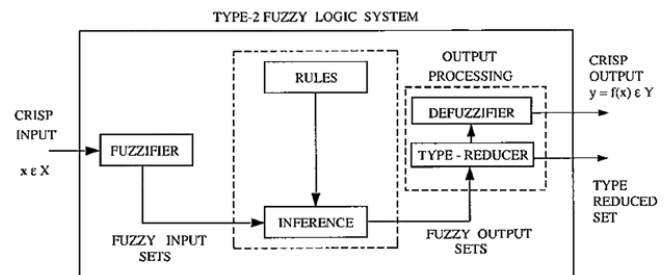 TYPE-2 FUZZY LOGIC SYSTEM
CRISP
INPUT
x ε X
FUZZIFIER
FUZZY INPUT
SETS
RULES
INFERENCE
OUTPUT
PROCESSING
DEFUZZIFIER
TYPE - REDUCER
FUZZY OUTPUT
SETS
CRISP
OUTPUT
y = f(x) ε Y
TYPE
REDUCED
SET